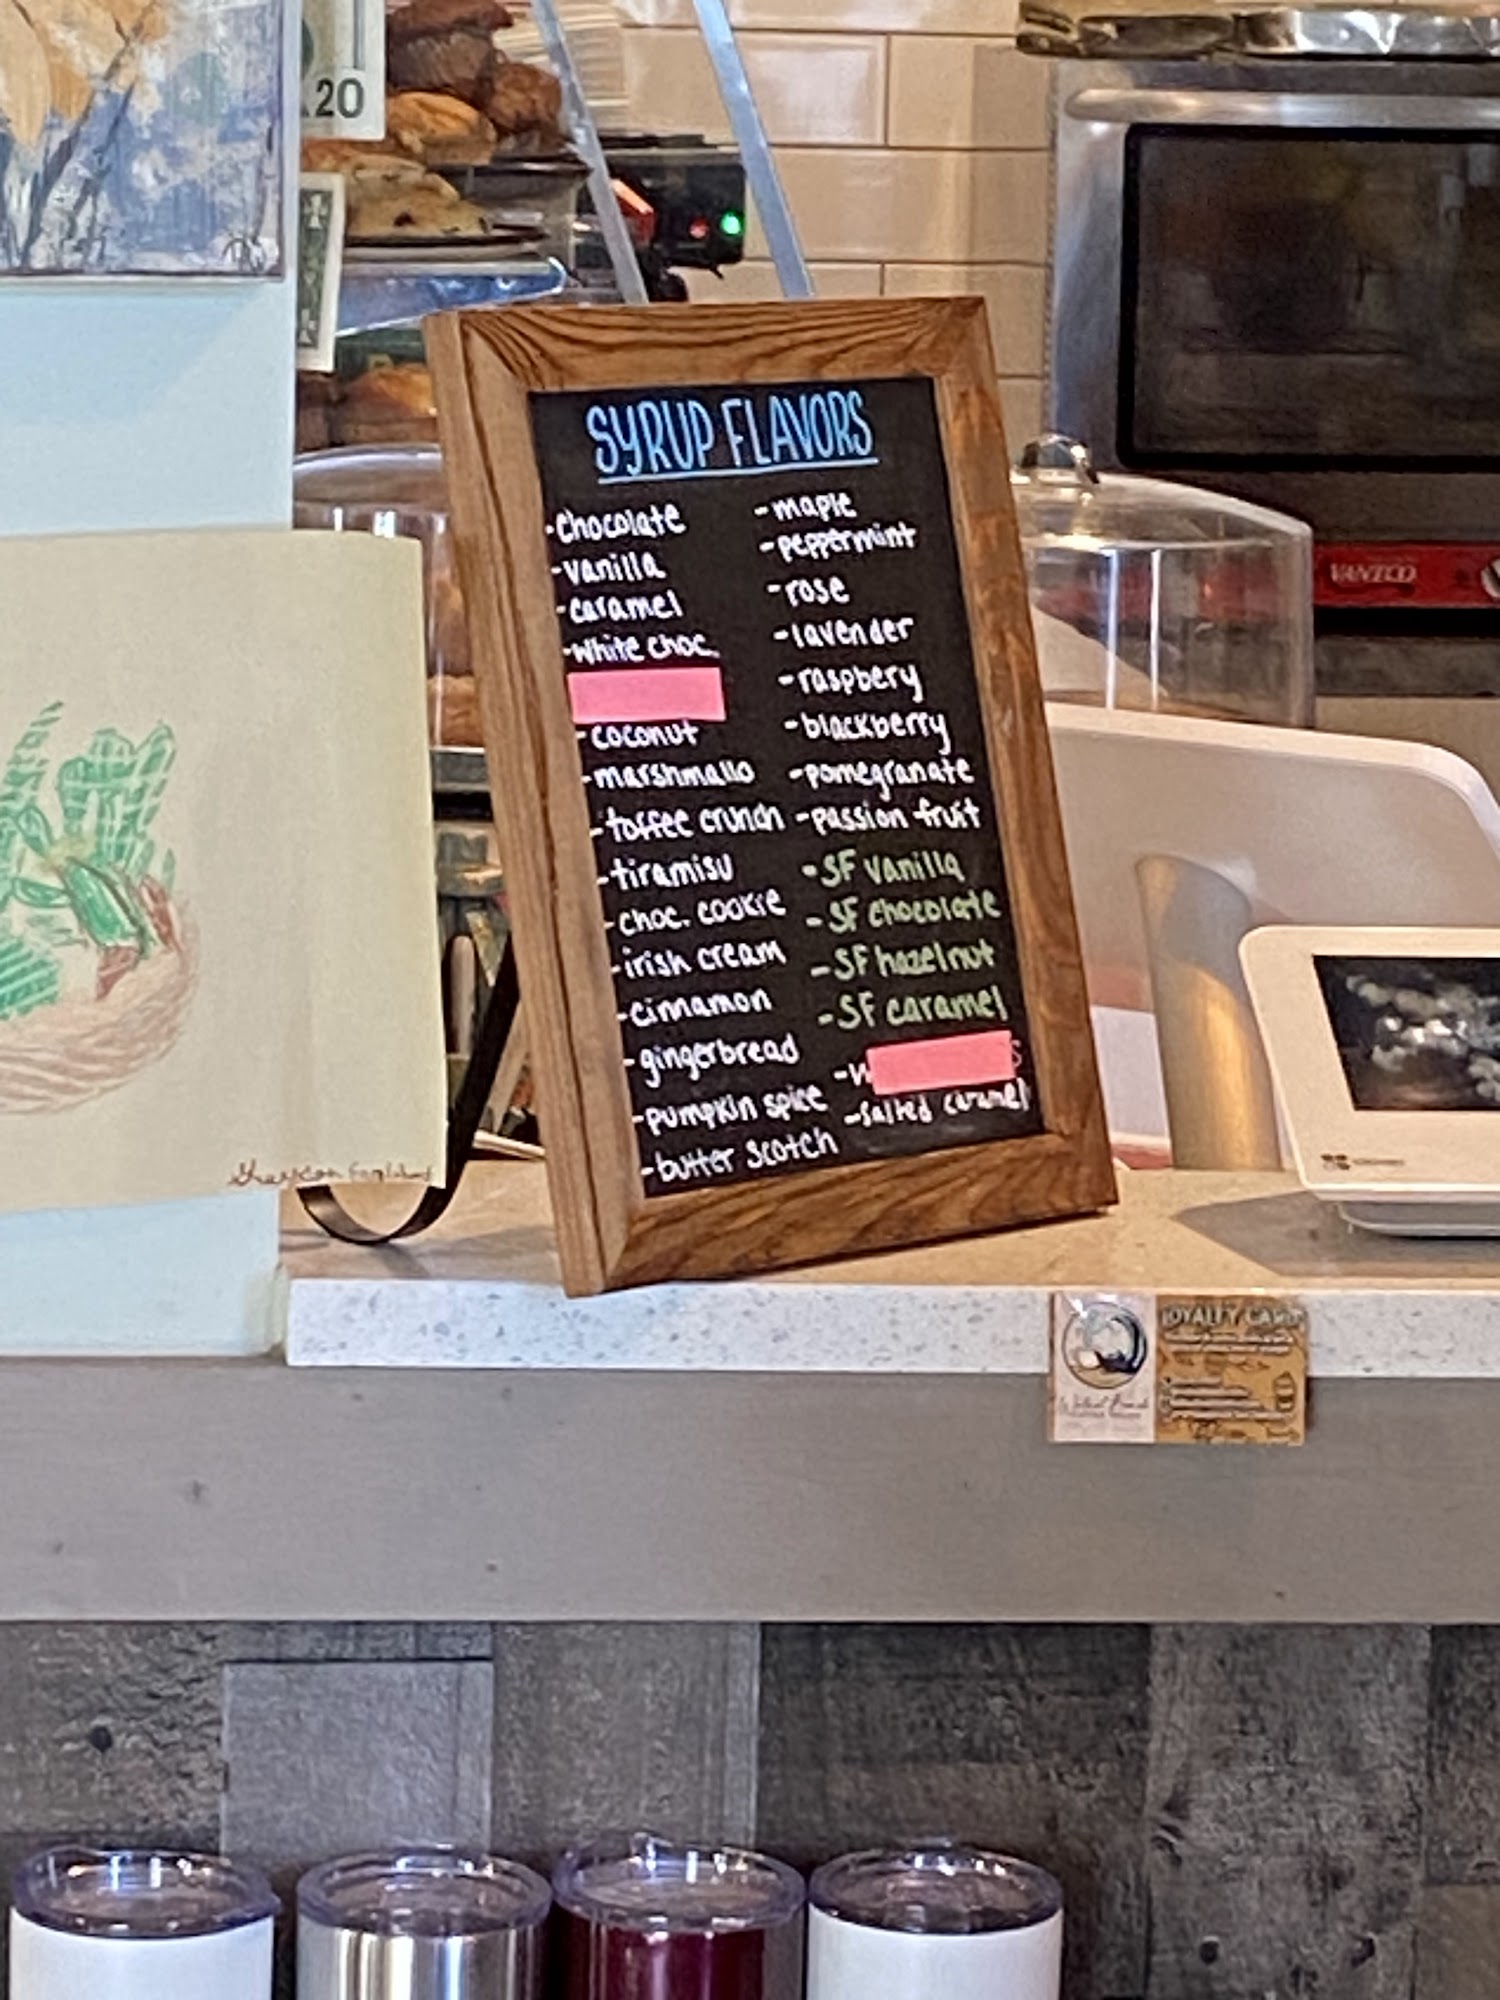 20
SYRUP FLAVORS
-chocolate
-vanilla
-caramel
-white choc.
-coconut
-marshmallo
-toffee crunch
-tiramisu
-choc. cookie
-irish cream
-cinnamon
-gingerbread
-pumpkin spice
-butter scotch
-maple
-peppermint
-rose
-lavender
-raspbery
-blackberry
-pomegranate
-passion fruit
-SF vanilla
-SF chocolate
-SF hazelnut
-SF caramel
-salted caramel
LOYALTY CARD